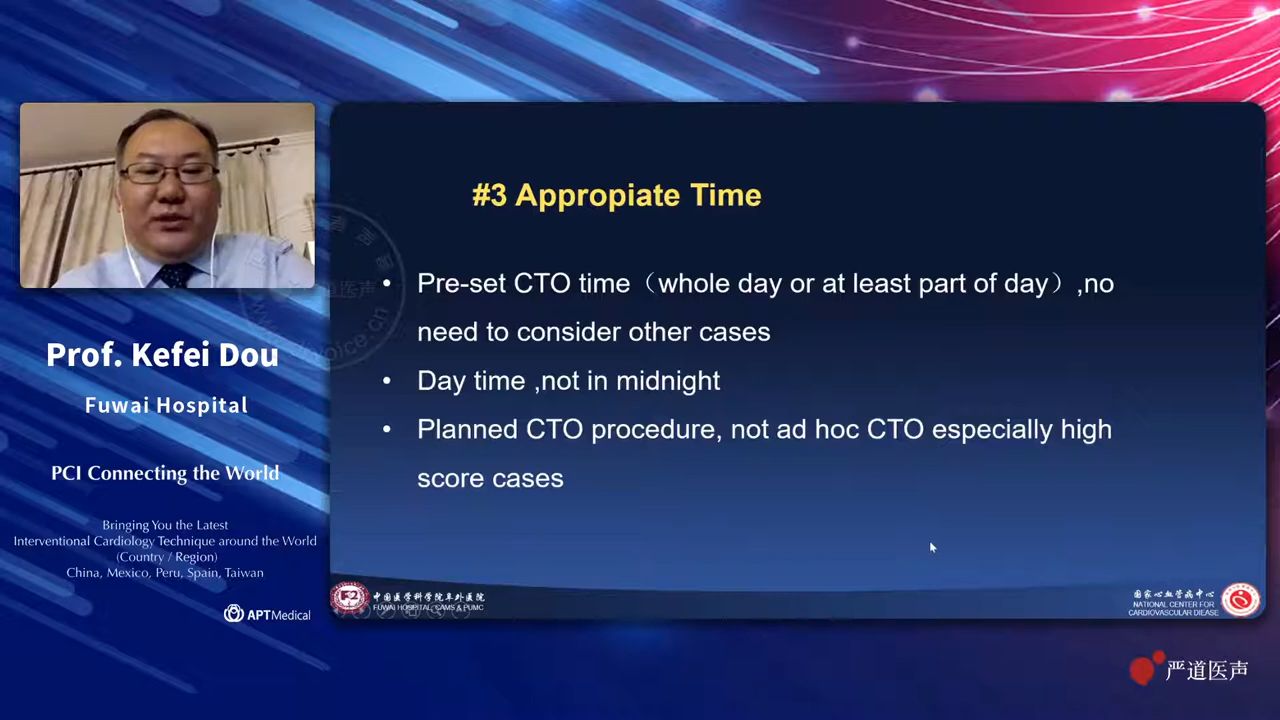 #3 Appropiate Time
• Pre-set CTO time（whole day or at least part of day）,no
need to consider other cases
• Day time ,not in midnight
• Planned CTO procedure, not ad hoc CTO especially high
score cases
Prof. Kefei Dou
Fuwai Hospital
PCI Connecting the World
Bringing You the Latest
Interventional Cardiology Technique around the World
(Country / Region)
China, Mexico, Peru, Spain, Taiwan
APTMedical
中国医学科学院阜外医院
FUWAI HOSPITAL, CAMS & PUMC
国家心血管病中心
NATIONAL CENTER FOR
CARDIOVASCULAR DIEASE
严道医声